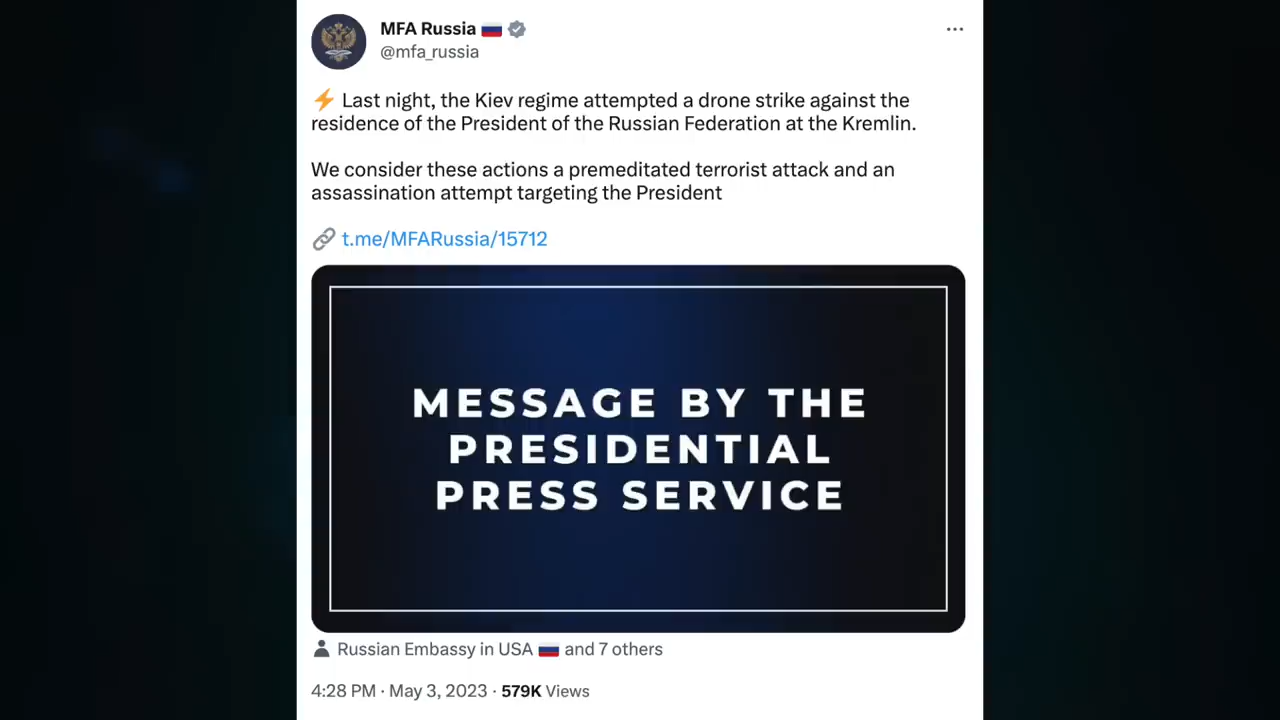 MFA Russia 🇷🇺
@mfa_russia
⚡ Last night, the Kiev regime attempted a drone strike against the
residence of the President of the Russian Federation at the Kremlin.
We consider these actions a premeditated terrorist attack and an
assassination attempt targeting the President
🔗 t.me/MFARussia/15712
MESSAGE BY THE
PRESIDENTIAL
PRESS SERVICE
Russian Embassy in USA 🇷🇺 and 7 others
4:28 PM · May 3, 2023 · 579K Views